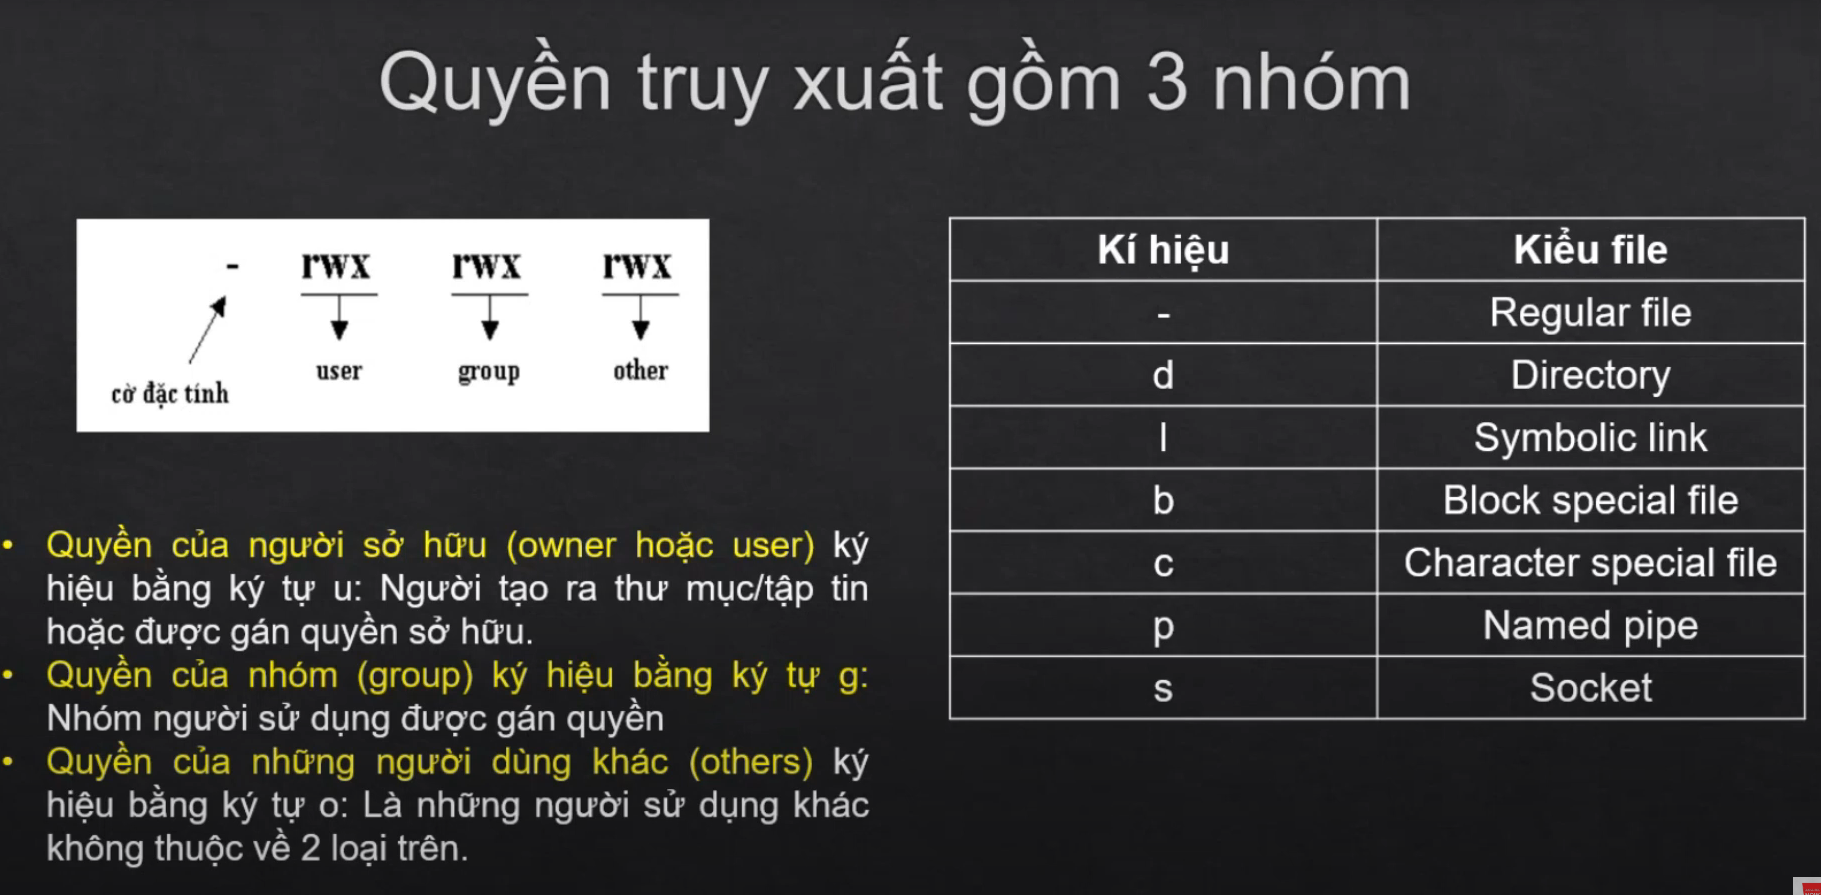 Quyền truy xuất gồm 3 nhóm
- rwx rwx rwx
user group other
cờ đặc tính
• Quyền của người sở hữu (owner hoặc user) ký
hiệu bằng ký tự u: Người tạo ra thư mục/tập tin
hoặc được gán quyền sở hữu.
• Quyền của nhóm (group) ký hiệu bằng ký tự g:
Nhóm người sử dụng được gán quyền
• Quyền của những người dùng khác (others) ký
hiệu bằng ký tự o: Là những người sử dụng khác
không thuộc về 2 loại trên.
Kí hiệu Kiểu file
- Regular file
d Directory
l Symbolic link
b Block special file
c Character special file
p Named pipe
s Socket